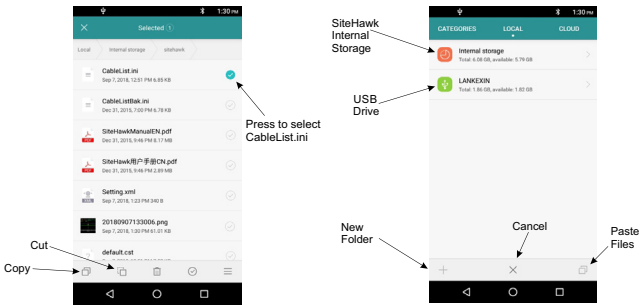 1:30 PM
Selected 1
Local
Internal storage
sitehawk
CableList.ini
Sep 7, 2018, 12:51 PM 6.85 KB
CableListBak.ini
Dec 31, 2015, 7:00 PM 6.78 KB
SiteHawkManualEN.pdf
Dec 31, 2015, 9:46 PM 8.17 MB
SiteHawk用户手册CN.pdf
Dec 31, 2015, 9:46 PM 2.89 MB
Setting.xml
Sep 7, 2018, 1:23 PM 340 B
20180907133006.png
Sep 7, 2018, 1:30 PM 61.01 KB
default.cst
Press to select
CableList.ini
Cut
Copy
1:30 PM
CATEGORIES
LOCAL
CLOUD
Internal storage
Total: 6.08 GB, available: 5.79 GB
LANKEXIN
Total: 1.86 GB, available: 1.82 GB
SiteHawk
Internal
Storage
USB
Drive
New
Folder
Cancel
Paste
Files